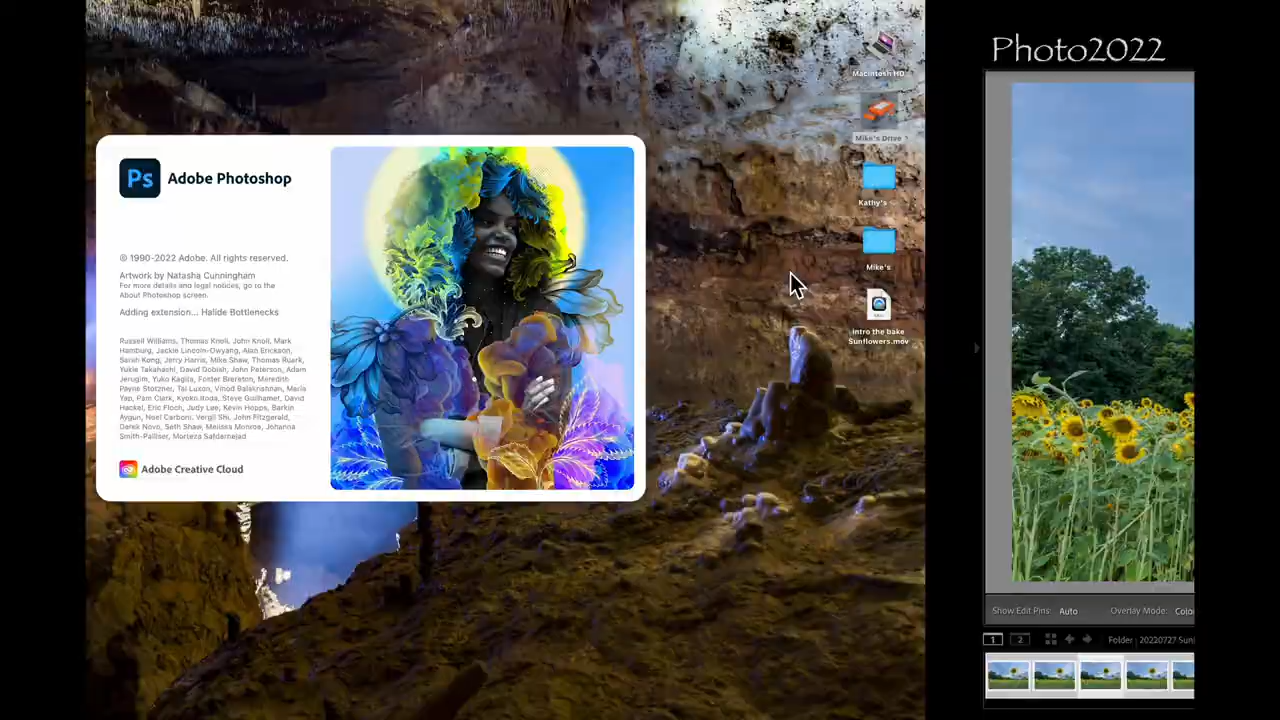 Photo2022
Macintosh HD
Mike's Drive
Kathy's
Mike's
intro the bake
Sunflowers.mov
Ps Adobe Photoshop
© 1990-2022 Adobe. All rights reserved.
Artwork by Natasha Cunningham
For more details and legal notices, go to the
About Photoshop screen.
Adding extension... Halide Bottlenecks
Russell Williams, Thomas Knoll, John Knoll, Mark
Hamburg, Jackie Lincoln-Owyang, Alan Erickson,
Sarah Kong, Jerry Harris, Mike Shaw, Thomas Ruark,
Yukie Takahashi, David Dobish, John Peterson, Adam
Jerugim, Yuko Kagita, Foster Brereton, Meredith
Payne Stotzner, Tai Luxon, Vinod Balakrishnan, Maria
Yap, Pam Clark, Kyoko Itoda, Steve Guilhamet, David
Hackel, Eric Floch, Judy Lee, Kevin Hopps, Barkin
Aygun, Noel Carboni, Vergil Shi, John Fitzgerald,
Derek Novo, Seth Shaw, Melissa Monroe, Johanna
Smith-Palliser, Morteza Safdarnejad
Adobe Creative Cloud
Show Edit Pins: Auto Overlay Mode:
1 2 Folder : 20220727